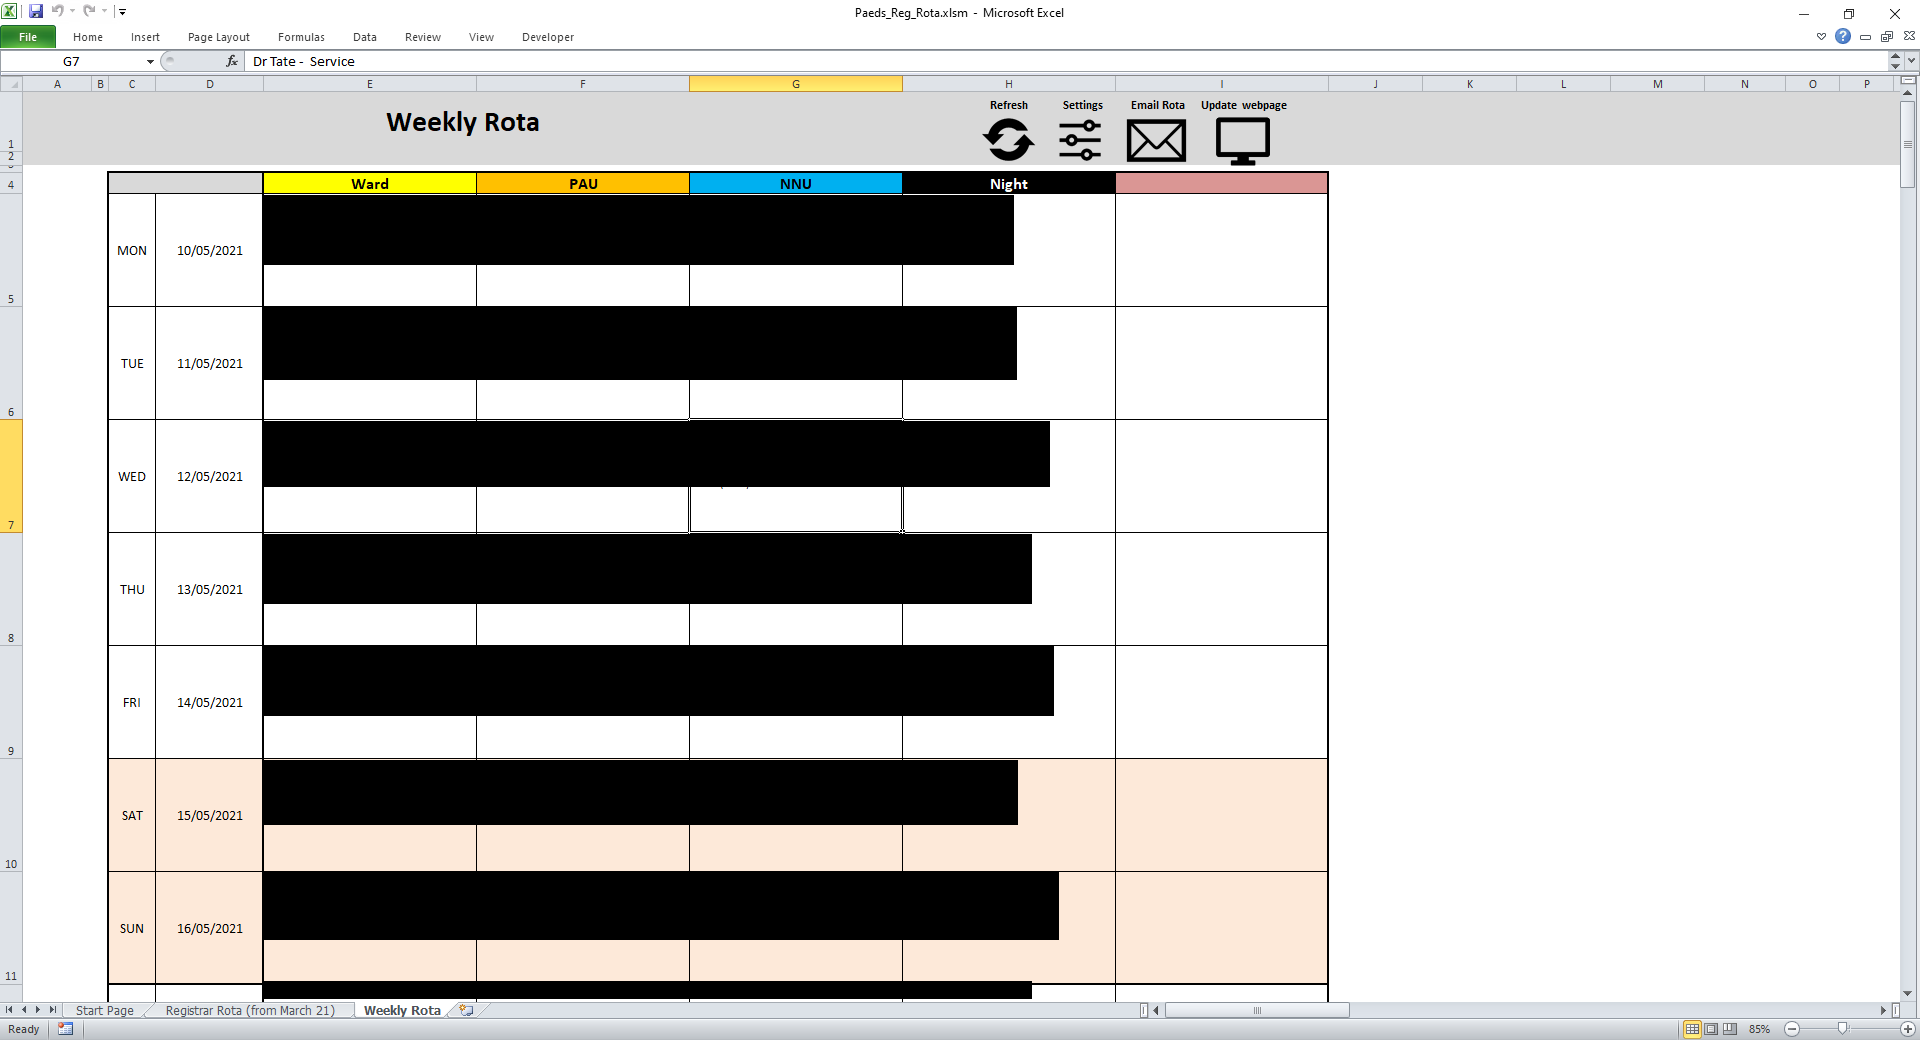 Paeds_Reg_Rota.xlsm - Microsoft Excel
File Home Insert Page Layout Formulas Data Review View Developer
G7 fx Dr Tate - Service
A B C D E F G H I J K L M N O P
Weekly Rota
Refresh Settings Email Rota Update webpage
1
2
4 Ward PAU NNU Night
MON 10/05/2021
5
TUE 11/05/2021
6
WED 12/05/2021
7
THU 13/05/2021
8
FRI 14/05/2021
9
SAT 15/05/2021
10
SUN 16/05/2021
11
Start Page Registrar Rota (from March 21) Weekly Rota
Ready 85%